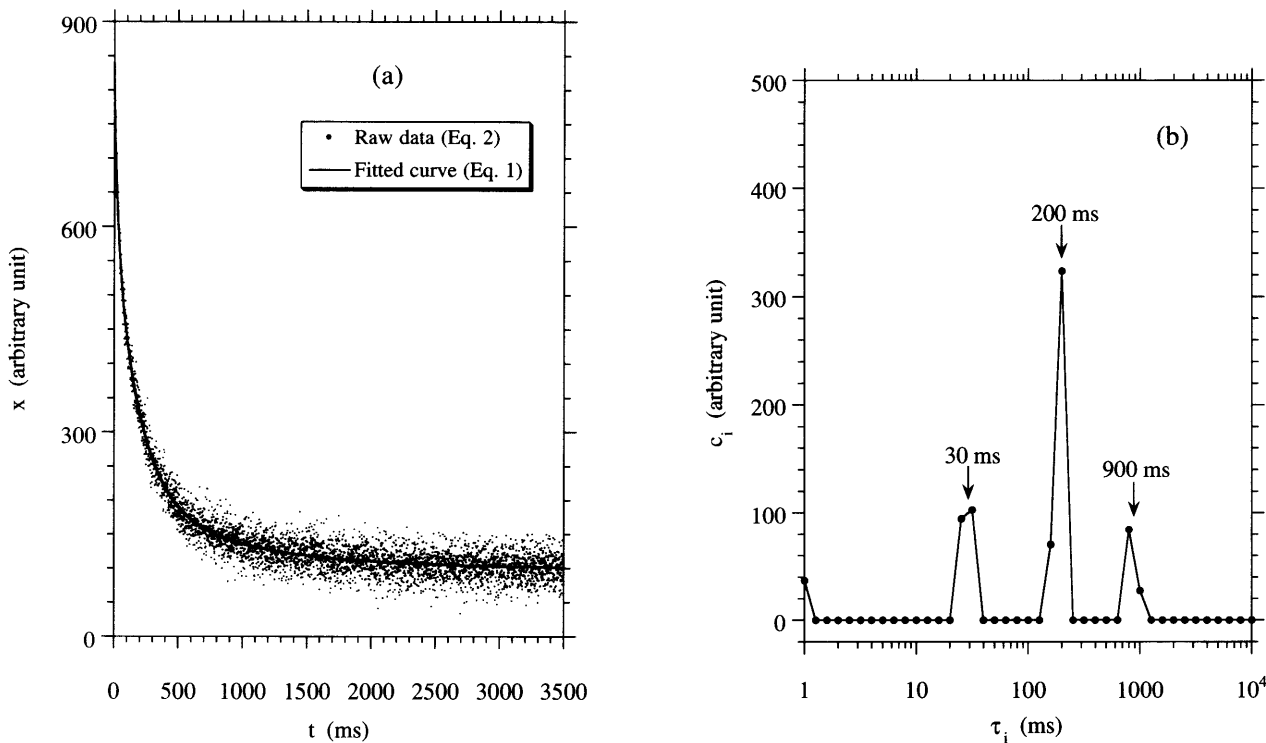 900
600
300
0
x (arbitrary unit)
(a)
Raw data (Eq. 2)
Fitted curve (Eq. 1)
0 500 1000 1500 2000 2500 3000 3500
t (ms)
500
400
300
200
100
0
c_i (arbitrary unit)
(b)
200 ms
30 ms
900 ms
1 10 100 1000 10⁴
τ_i (ms)